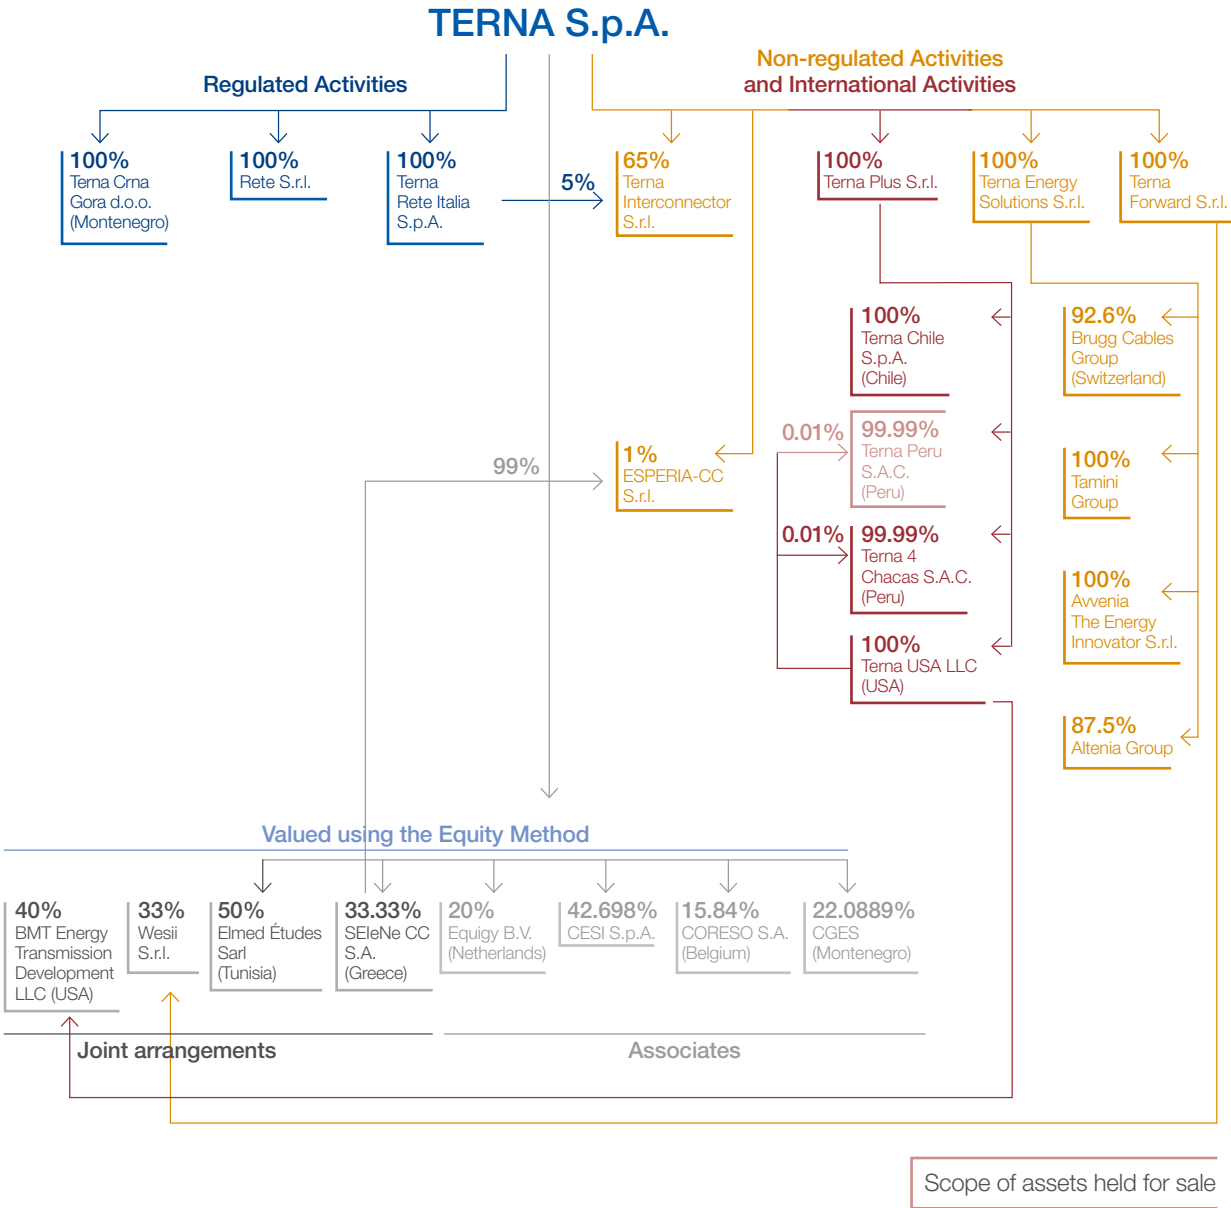 TERNA S.p.A.
Regulated Activities
Non-regulated Activities
and International Activities
100%
Terna Crna
Gora d.o.o.
(Montenegro)
100%
Rete S.r.l.
100%
Terna
Rete Italia
S.p.A.
5%
65%
Terna
Interconnector
S.r.l.
100%
Terna Plus S.r.l.
100%
Terna Energy
Solutions S.r.l.
100%
Terna
Forward S.r.l.
100%
Terna Chile
S.p.A.
(Chile)
92.6%
Brugg Cables
Group
(Switzerland)
99%
1%
ESPERIA-CC
S.r.l.
0.01%
99.99%
Terna Peru
S.A.C.
(Peru)
100%
Tamini
Group
0.01%
99.99%
Terna 4
Chacas S.A.C.
(Peru)
100%
Avvenia
The Energy
Innovator S.r.l.
100%
Terna USA LLC
(USA)
87.5%
Altenia Group
Valued using the Equity Method
40%
BMT Energy
Transmission
Development
LLC (USA)
33%
Wesii
S.r.l.
50%
Elmed Études
Sarl
(Tunisia)
33.33%
SEleNe CC
S.A.
(Greece)
20%
Equigy B.V.
(Netherlands)
42.698%
CESI S.p.A.
15.84%
CORESO S.A.
(Belgium)
22.0889%
CGES
(Montenegro)
Joint arrangements
Associates
Scope of assets held for sale